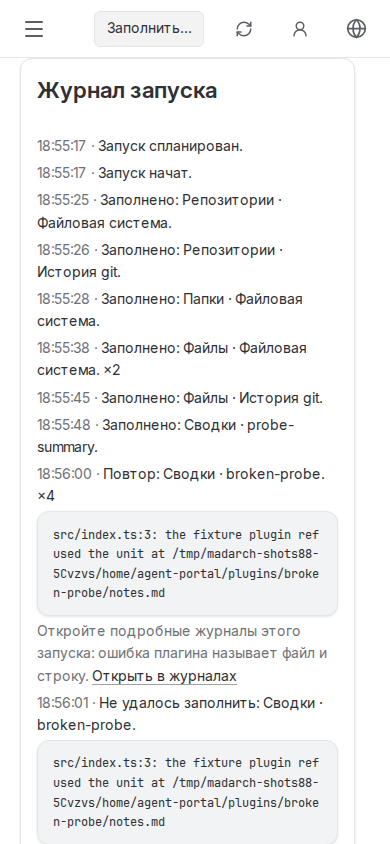 Заполнить...
Журнал запуска
18:55:17 · Запуск спланирован.
18:55:17 · Запуск начат.
18:55:25 · Заполнено: Репозитории ·
Файловая система.
18:55:26 · Заполнено: Репозитории ·
История git.
18:55:28 · Заполнено: Папки · Файловая
система.
18:55:38 · Заполнено: Файлы · Файловая
система. ×2
18:55:45 · Заполнено: Файлы · История git.
18:55:48 · Заполнено: Сводки · probe-
summary.
18:56:00 · Повтор: Сводки · broken-probe.
×4
src/index.ts:3: the fixture plugin ref
used the unit at /tmp/madarch-shots88-
5Cvzvs/home/agent-portal/plugins/broke
n-probe/notes.md
Откройте подробные журналы этого
запуска: ошибка плагина называет файл и
строку. Открыть в журналах
18:56:01 · Не удалось заполнить: Сводки ·
broken-probe.
src/index.ts:3: the fixture plugin ref
used the unit at /tmp/madarch-shots88-
5Cvzvs/home/agent-portal/plugins/broke
n-probe/notes.md